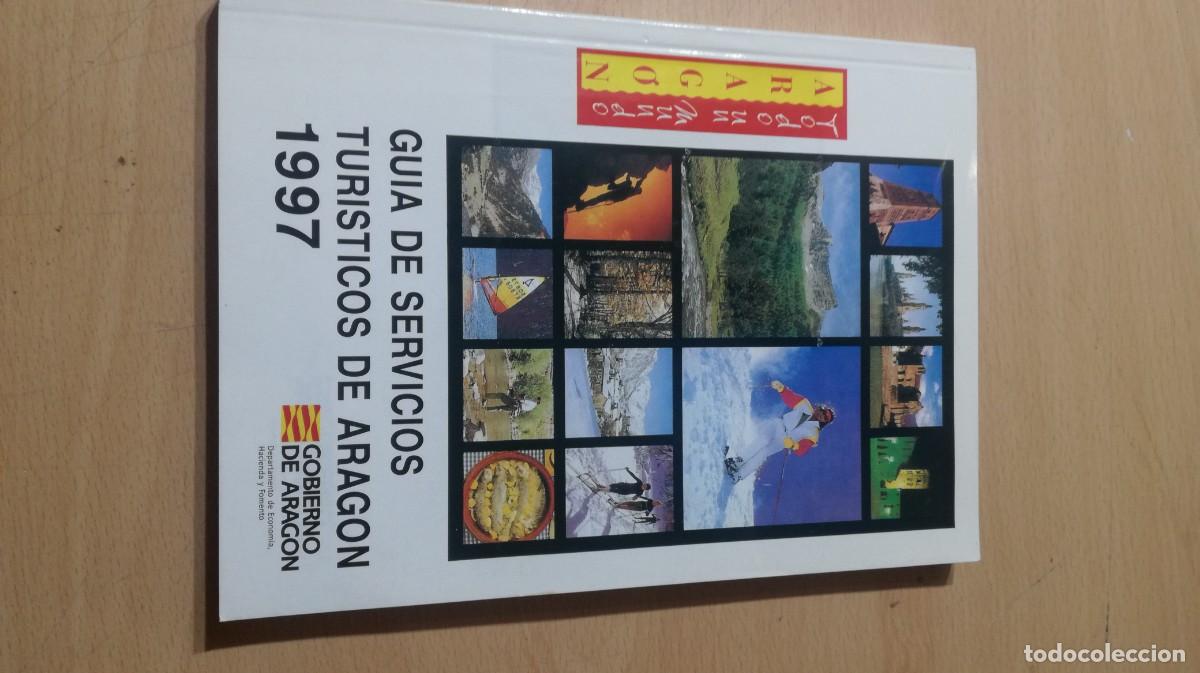 ARAGON
Todo un Mundo
GUIA DE SERVICIOS
TURISTICOS DE ARAGON
1997
GOBIERNO
DE ARAGON
Departamento de Economía,
Hacienda y Fomento
todocoleccion